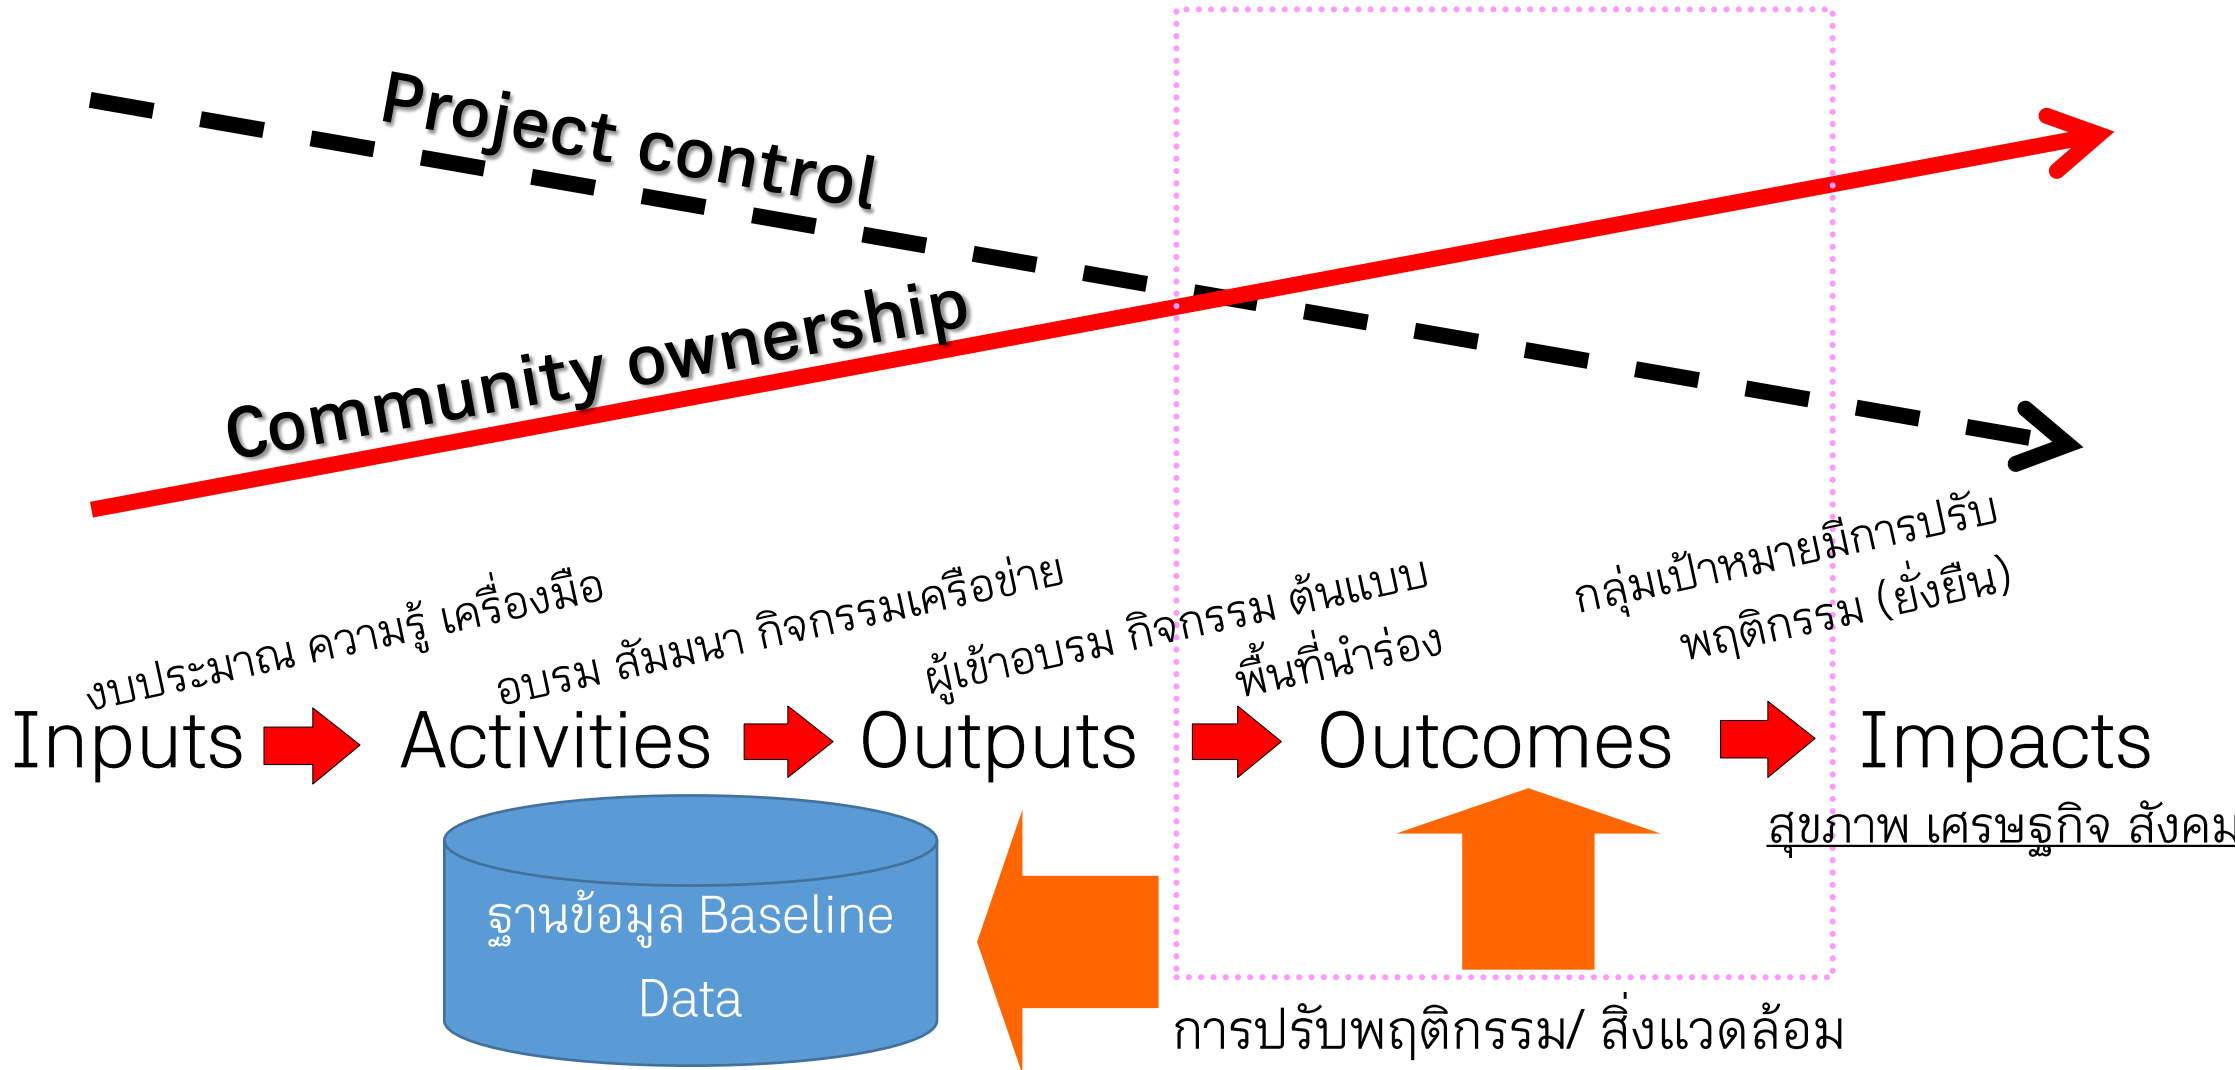 Project control
Community ownership
งบประมาณ ความรู้ เครื่องมือ
อบรม สัมมนา กิจกรรมเครือข่าย
ผู้เข้าอบรม กิจกรรม ต้นแบบ
พื้นที่นำร่อง
กลุ่มเป้าหมายมีการปรับ
พฤติกรรม (ยั่งยืน)
Inputs
Activities
Outputs
Outcomes
Impacts
สุขภาพ เศรษฐกิจ สังคม
ฐานข้อมูล Baseline
Data
การปรับพฤติกรรม/ สิ่งแวดล้อม